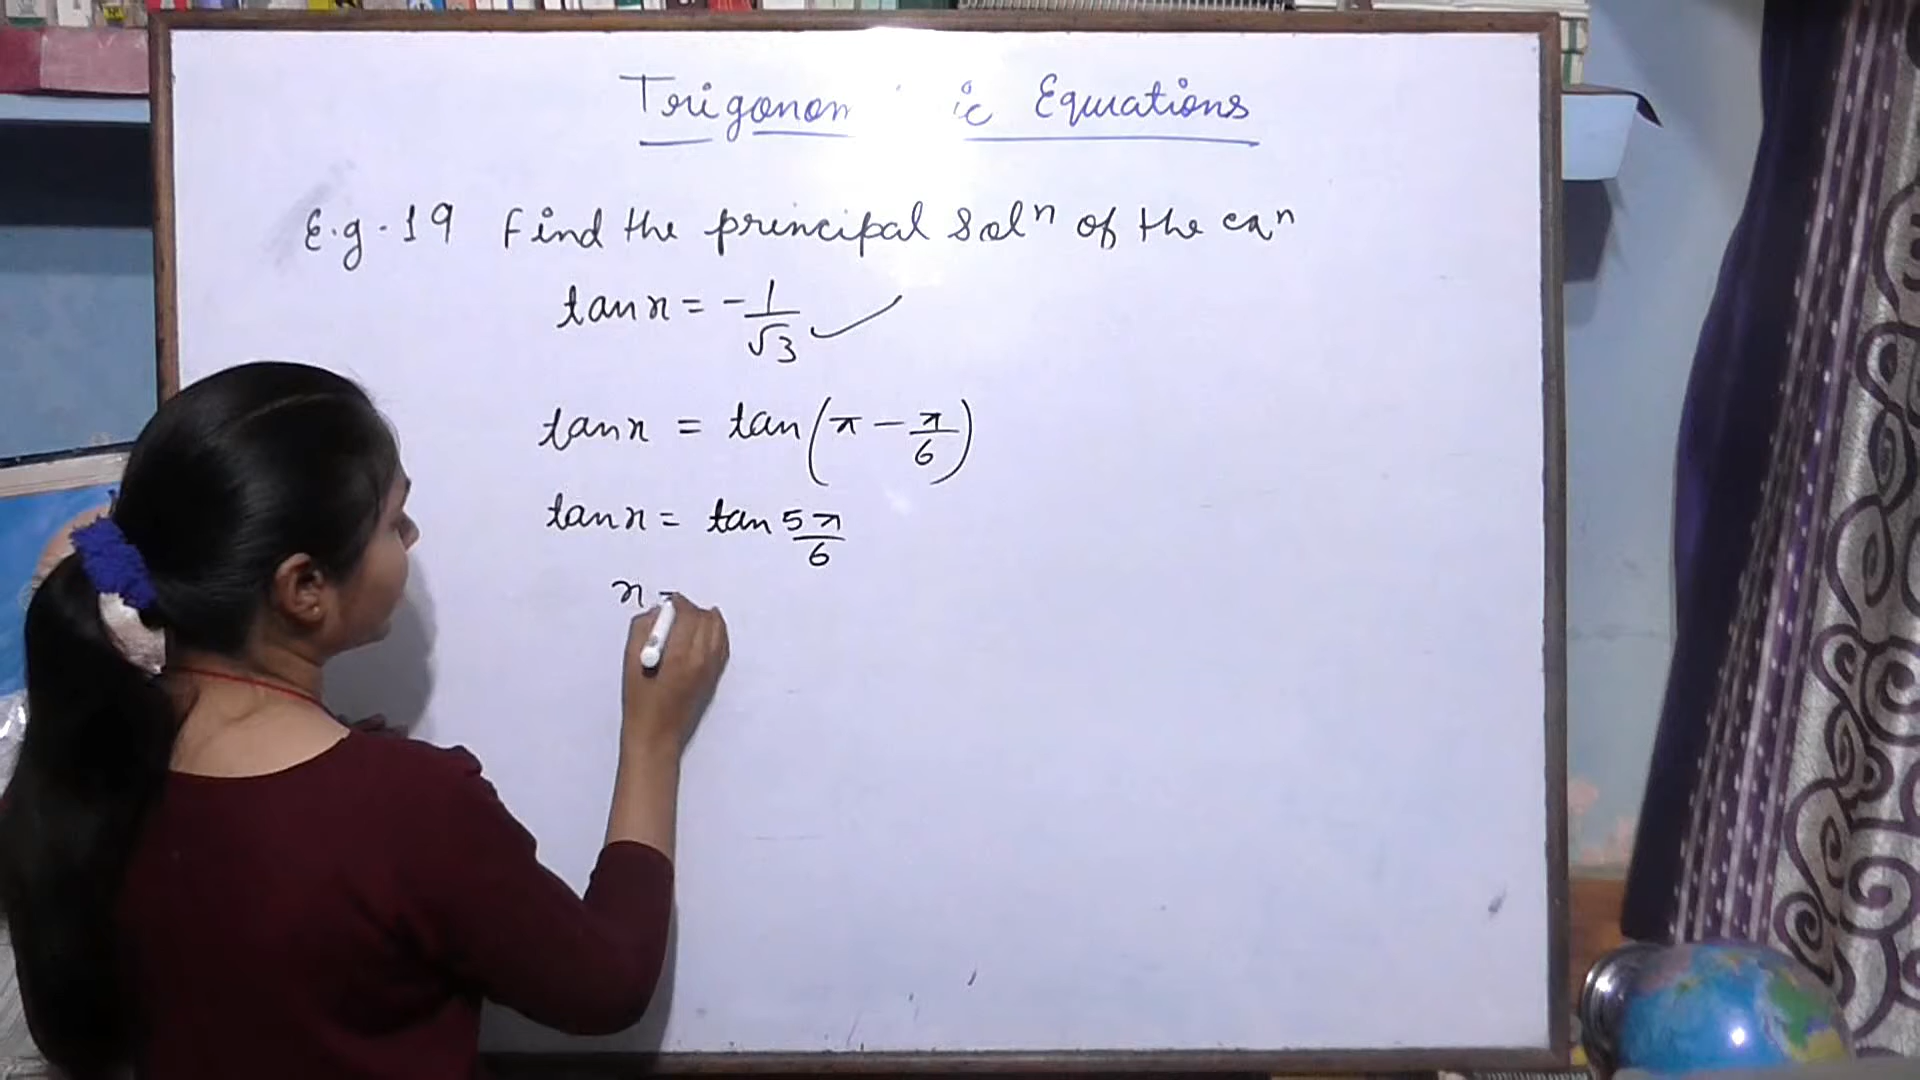 Trigonom ic Equations
E.g. 19 Find the principal solⁿ of the eqⁿ
tan x = -1/√3 ✓
tan x = tan(π - π/6)
tan x = tan 5π/6
x =